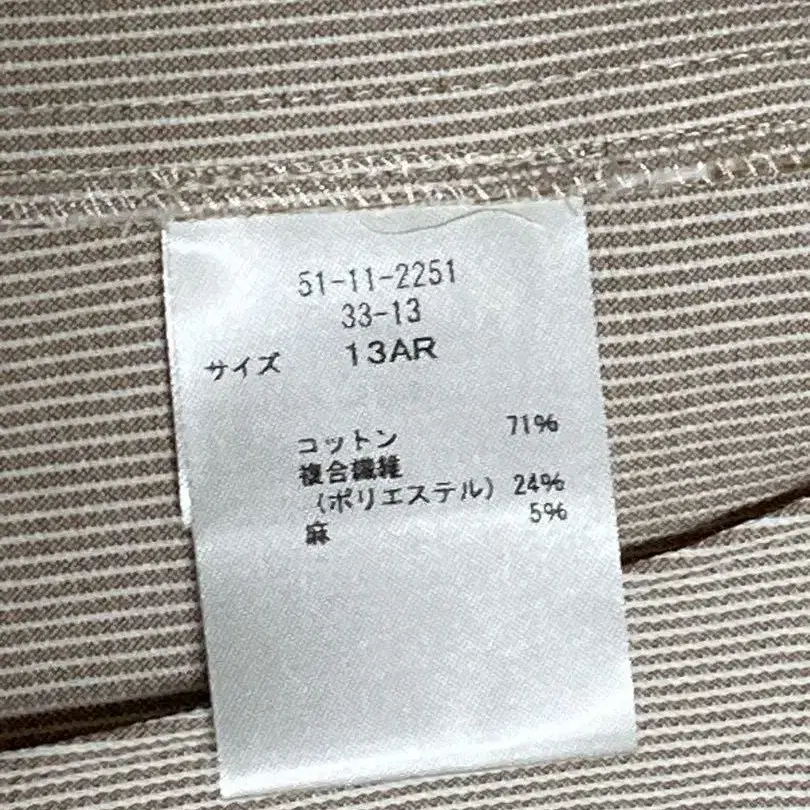 51-11-2251
33-13
サイズ 13AR
コットン 71%
複合繊維
(ポリエステル) 24%
麻 5%